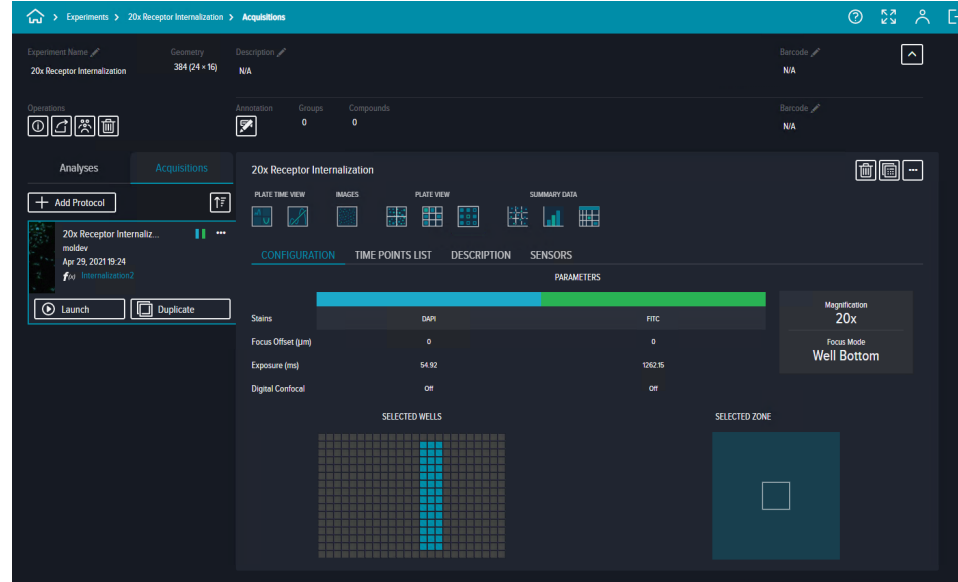 Experiments > 20x Receptor Internalization > Acquisitions
Experiment Name Geometry Description Barcode
20x Receptor Internalization 384 (24 × 16) N/A N/A
Operations Annotation Groups Compounds Barcode
0 0 N/A
Analyses Acquisitions
+ Add Protocol
20x Receptor Internaliz... ...
moldev
Apr 29, 2021 19:24
f(x) Internalization2
Launch Duplicate
20x Receptor Internalization
PLATE TIME VIEW IMAGES PLATE VIEW SUMMARY DATA
CONFIGURATION TIME POINTS LIST DESCRIPTION SENSORS
PARAMETERS
Stains DAPI FITC
Focus Offset (µm) 0 0
Exposure (ms) 54.92 1262.15
Digital Confocal Off Off
Magnification
20x
Focus Mode
Well Bottom
SELECTED WELLS SELECTED ZONE